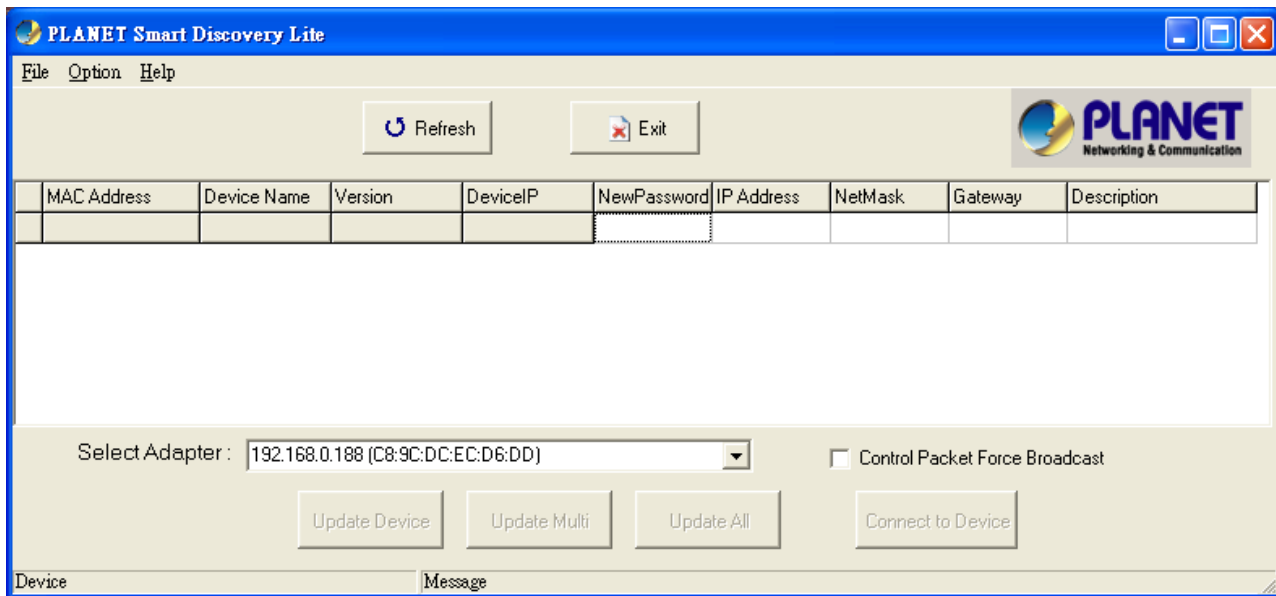 PLANET Smart Discovery Lite
File Option Help
Refresh Exit
PLANET
Networking & Communication
MAC Address Device Name Version DeviceIP NewPassword IP Address NetMask Gateway Description
Select Adapter : 192.168.0.188 (C8:9C:DC:EC:D6:DD) Control Packet Force Broadcast
Update Device Update Multi Update All Connect to Device
Device Message